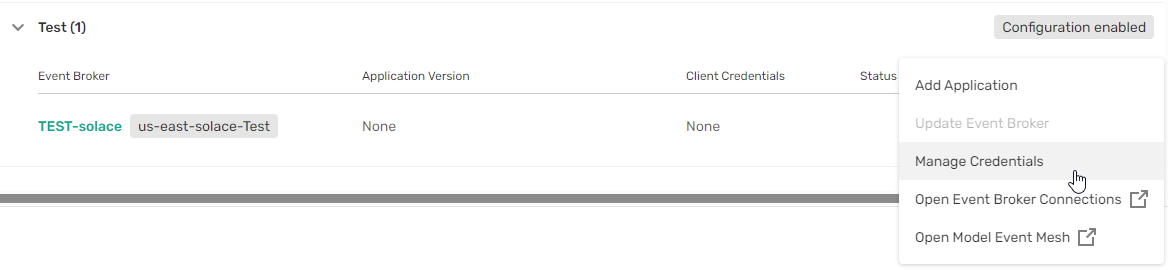 Test (1)
Configuration enabled
Event Broker Application Version Client Credentials Status
TEST-solace us-east-solace-Test None None
Add Application
Update Event Broker
Manage Credentials
Open Event Broker Connections
Open Model Event Mesh